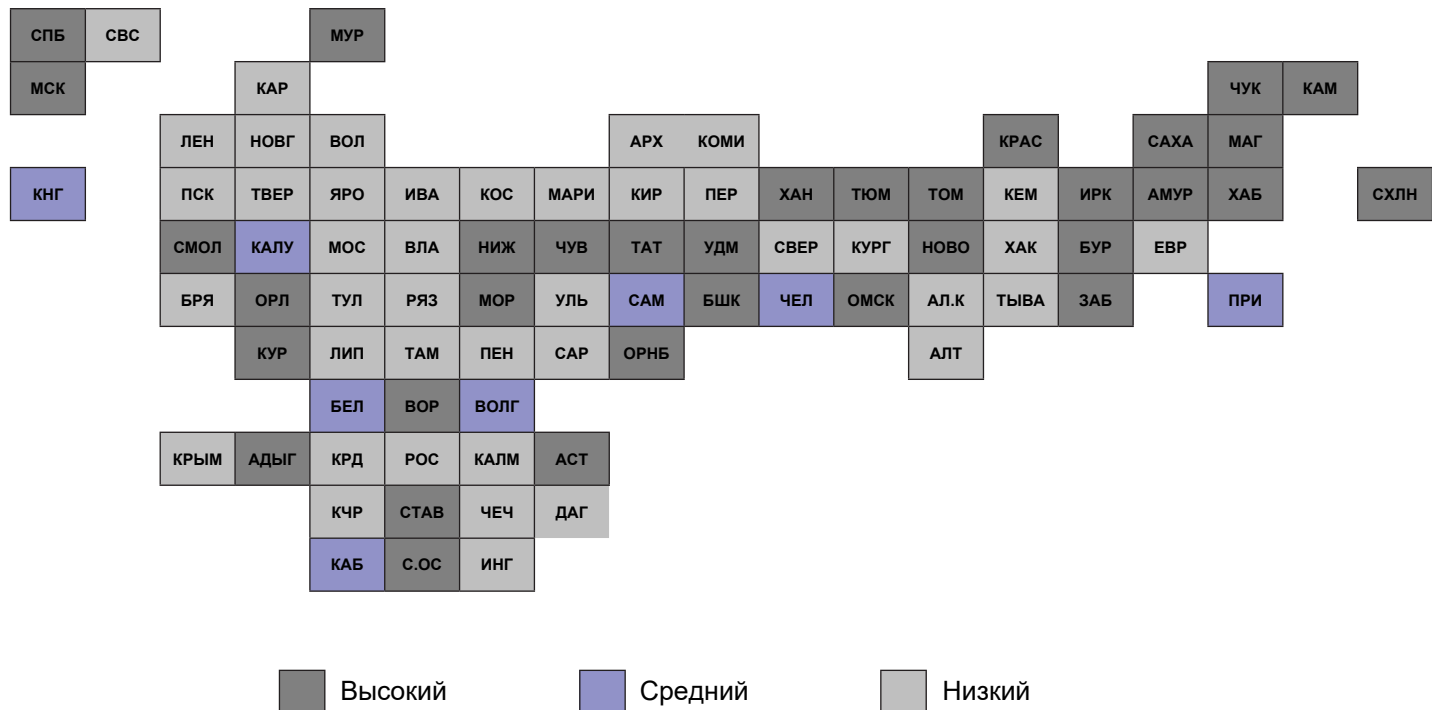 СПБ СВС МУР
МСК КАР ЧУК КАМ
ЛЕН НОВГ ВОЛ АРХ КОМИ КРАС САХА МАГ
КНГ ПСК ТВЕР ЯРО ИВА КОС МАРИ КИР ПЕР ХАН ТЮМ ТОМ КЕМ ИРК АМУР ХАБ СХЛН
СМОЛ КАЛУ МОС ВЛА НИЖ ЧУВ ТАТ УДМ СВЕР КУРГ НОВО ХАК БУР ЕВР
БРЯ ОРЛ ТУЛ РЯЗ МОР УЛЬ САМ БШК ЧЕЛ ОМСК АЛ.К ТЫВА ЗАБ ПРИ
КУР ЛИП ТАМ ПЕН САР ОРНБ АЛТ
БЕЛ ВОР ВОЛГ
КРЫМ АДЫГ КРД РОС КАЛМ АСТ
КЧР СТАВ ЧЕЧ ДАГ
КАБ С.ОС ИНГ
Высокий Средний Низкий